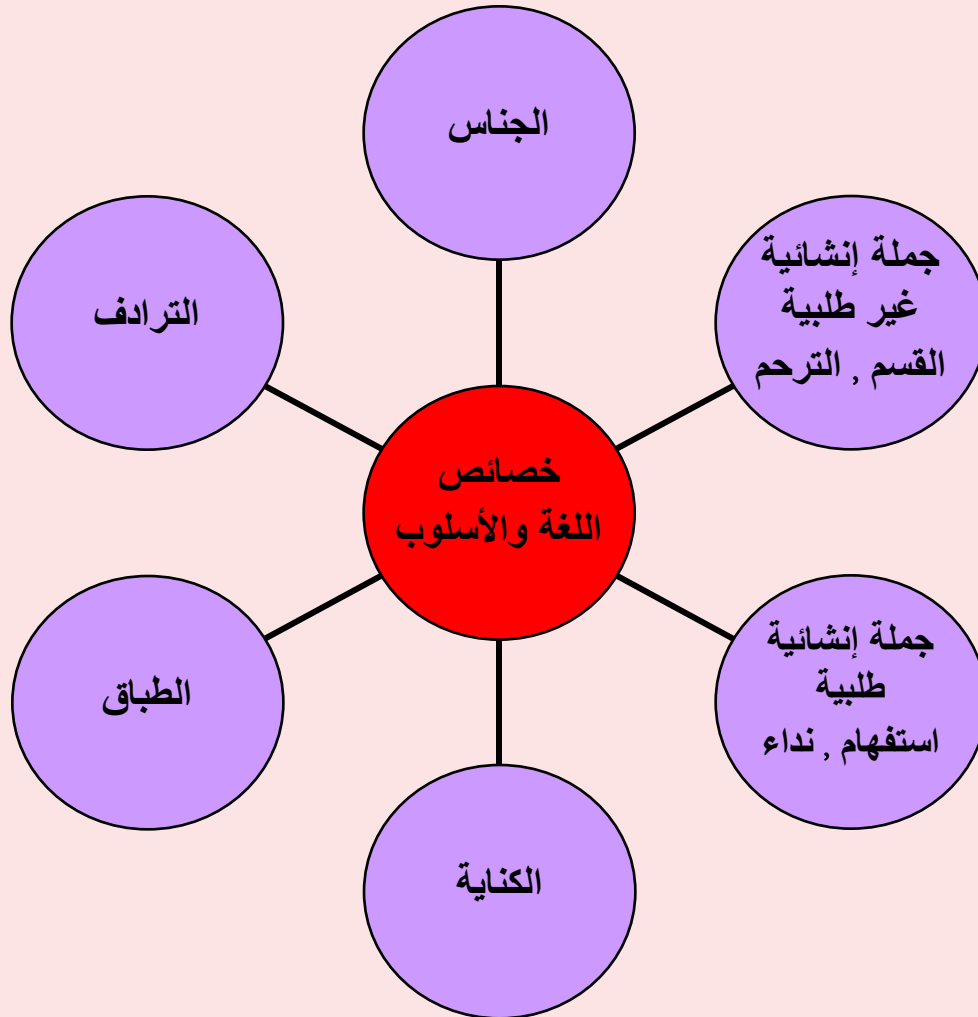 الجناس
جملة إنشائية
غير طلبية
القسم , الترحم
الترادف
خصائص
اللغة والأسلوب
جملة إنشائية
طلبية
استفهام , نداء
الطباق
الكناية